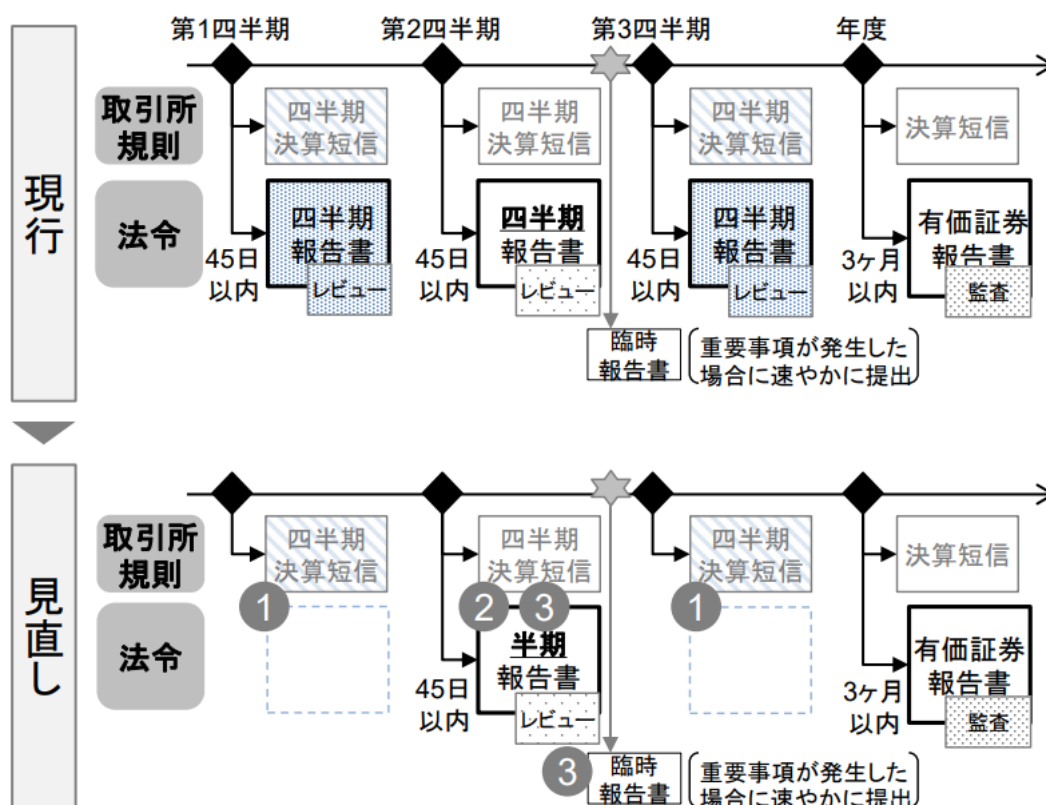 第1四半期 第2四半期 第3四半期 年度
現行
取引所
規則
四半期
決算短信
四半期
決算短信
四半期
決算短信
決算短信
法令
45日
以内
四半期
報告書
レビュー
45日
以内
四半期
報告書
レビュー
45日
以内
四半期
報告書
レビュー
3ヶ月
以内
有価証券
報告書
監査
臨時
報告書
重要事項が発生した
場合に速やかに提出
見直し
取引所
規則
四半期
決算短信
四半期
決算短信
四半期
決算短信
決算短信
法令
1
2
3
1
45日
以内
半期
報告書
レビュー
3ヶ月
以内
有価証券
報告書
監査
3
臨時
報告書
重要事項が発生した
場合に速やかに提出